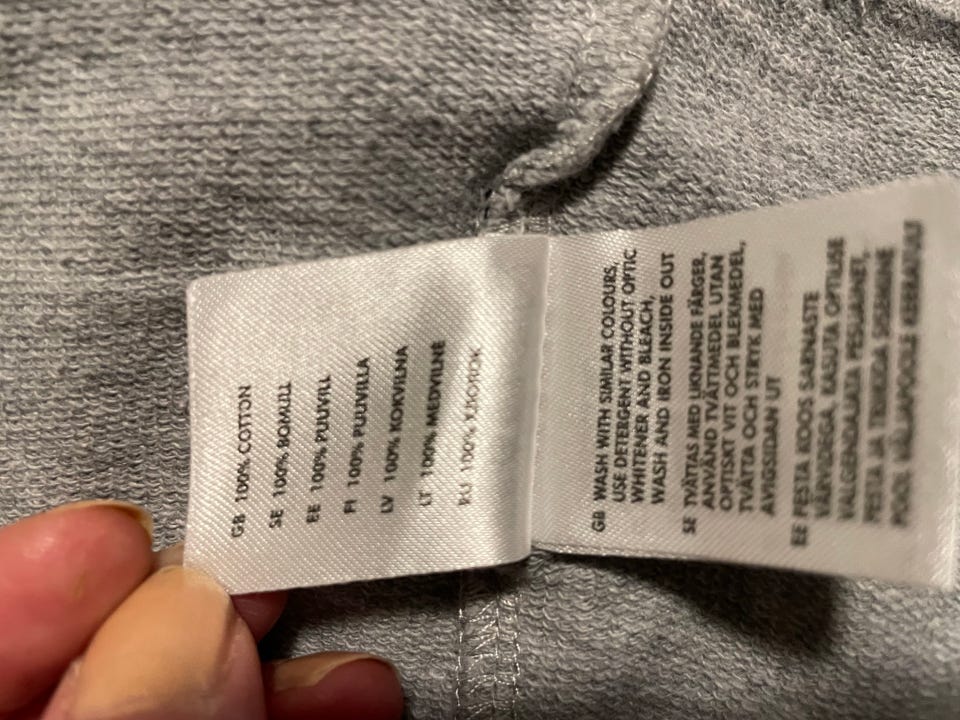 GB 100% COTTON
SE 100% BOMULL
EE 100% PUUVILL
FI 100% PUUVILLA
LV 100% KOKVILNA
LT 100% MEDVILNĖ
RU 100% ХЛОПОК
GB WASH WITH SIMILAR COLOURS,
USE DETERGENT WITHOUT OPTIC
WHITENER AND BLEACH,
WASH AND IRON INSIDE OUT
SE TVÄTTAS MED LIKNANDE FÄRGER,
ANVÄND TVÄTTMEDEL UTAN
OPTISKT VIT OCH BLEKMEDEL,
TVÄTTA OCH STRYK MED
AVIGSIDAN UT
EE PESTA KOOS SARNASTE
VÄRVIDEGA, KASUTA OPTILISE
VALGENDAJATA PESUAINET,
PESTA JA TRIIKIDA SISEMINE
POOL VÄLJAPOOLE KEERATULT